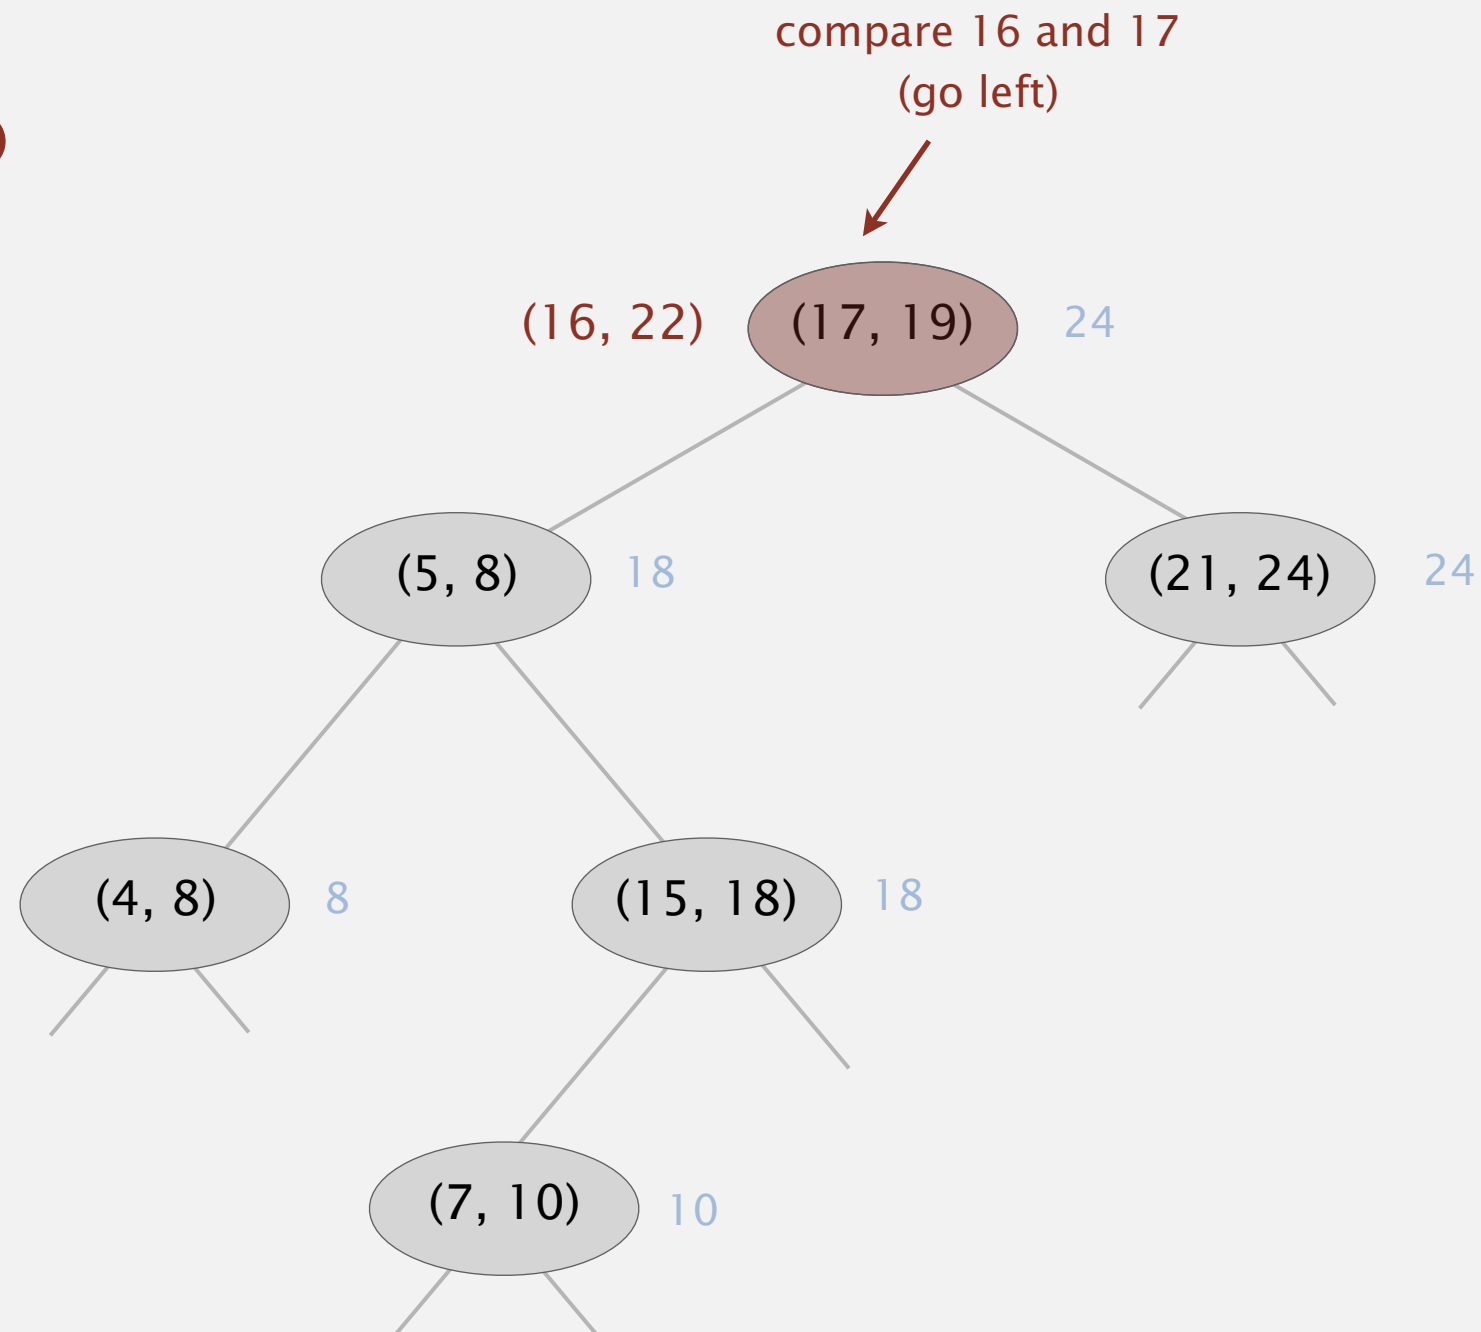 compare 16 and 17
(go left)
(16, 22) (17, 19) 24
(5, 8) 18 (21, 24) 24
(4, 8) 8 (15, 18) 18
(7, 10) 10